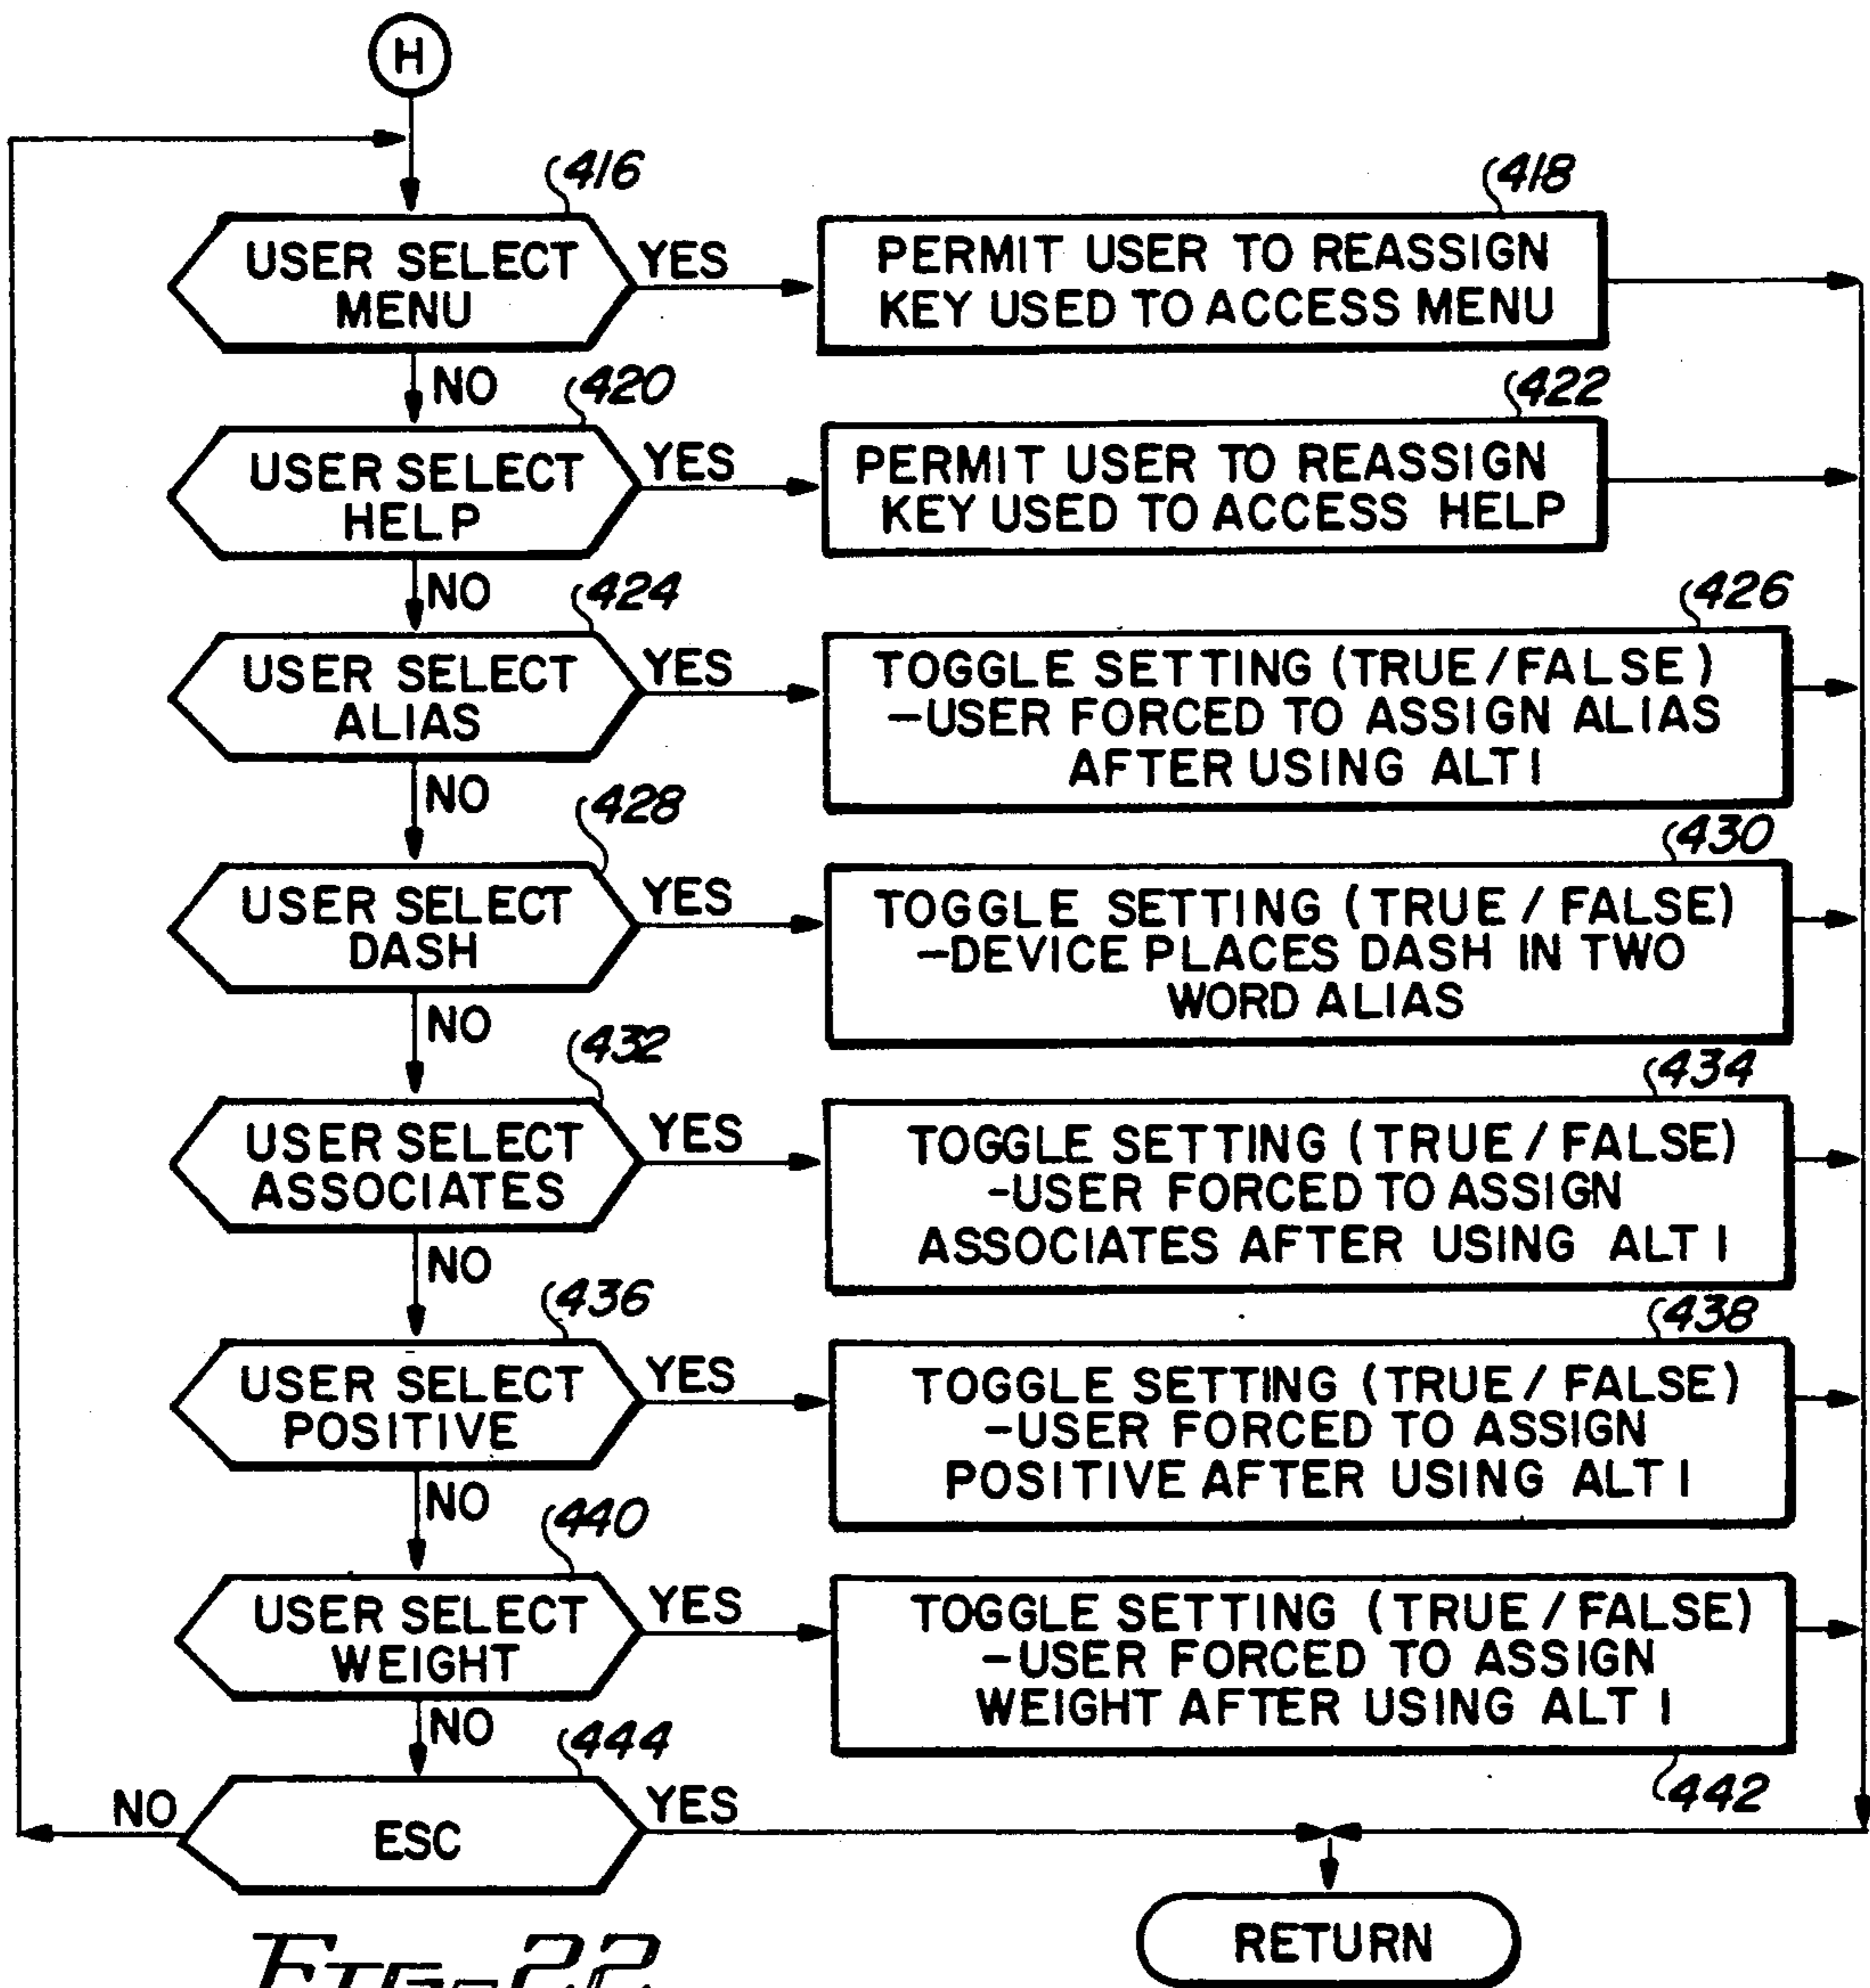 H
416
418
USER SELECT
MENU
YES
PERMIT USER TO REASSIGN
KEY USED TO ACCESS MENU
NO
420
422
USER SELECT
HELP
YES
PERMIT USER TO REASSIGN
KEY USED TO ACCESS HELP
NO
424
426
USER SELECT
ALIAS
YES
TOGGLE SETTING (TRUE/FALSE)
-USER FORCED TO ASSIGN ALIAS
AFTER USING ALT 1
NO
428
430
USER SELECT
DASH
YES
TOGGLE SETTING (TRUE / FALSE)
-DEVICE PLACES DASH IN TWO
WORD ALIAS
NO
432
434
USER SELECT
ASSOCIATES
YES
TOGGLE SETTING (TRUE / FALSE)
-USER FORCED TO ASSIGN
ASSOCIATES AFTER USING ALT 1
NO
436
438
USER SELECT
POSITIVE
YES
TOGGLE SETTING (TRUE / FALSE)
-USER FORCED TO ASSIGN
POSITIVE AFTER USING ALT 1
NO
440
USER SELECT
WEIGHT
YES
TOGGLE SETTING (TRUE / FALSE)
-USER FORCED TO ASSIGN
WEIGHT AFTER USING ALT 1
442
NO
444
NO
ESC
YES
RETURN
FIG-22